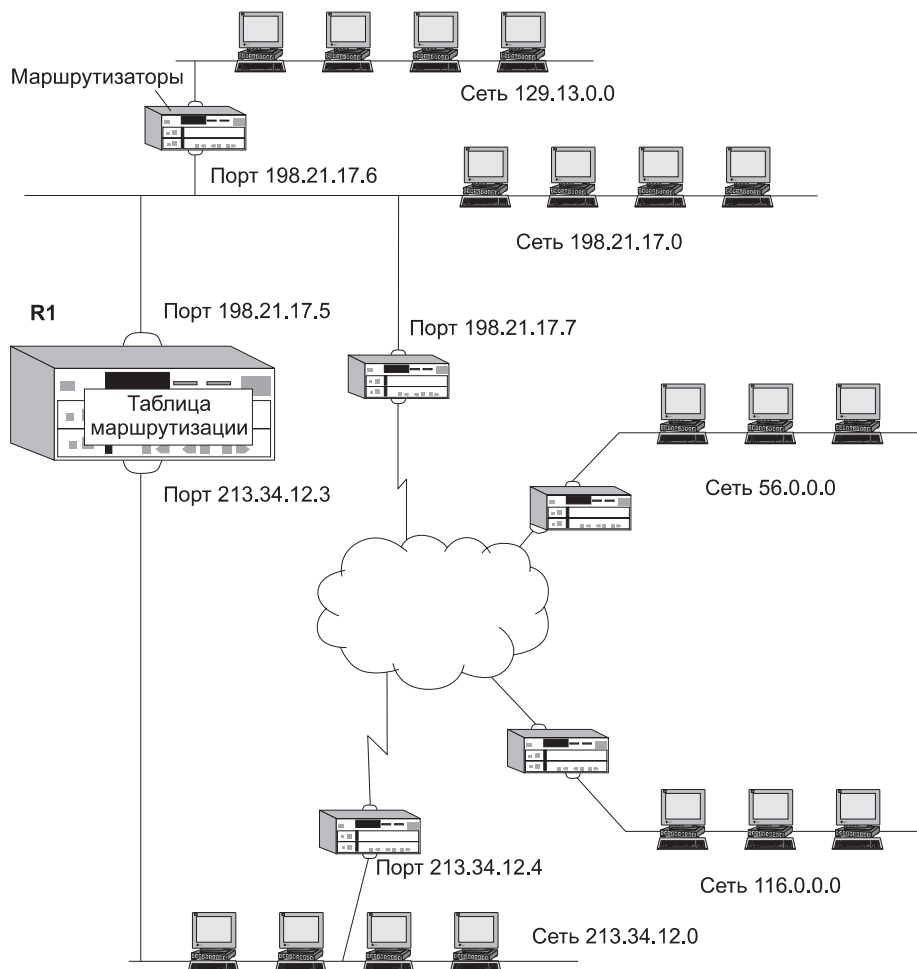 Маршрутизаторы
Сеть 129.13.0.0
Порт 198.21.17.6
Сеть 198.21.17.0
R1
Порт 198.21.17.5
Порт 198.21.17.7
Таблица
маршрутизации
Порт 213.34.12.3
Сеть 56.0.0.0
Порт 213.34.12.4
Сеть 116.0.0.0
Сеть 213.34.12.0